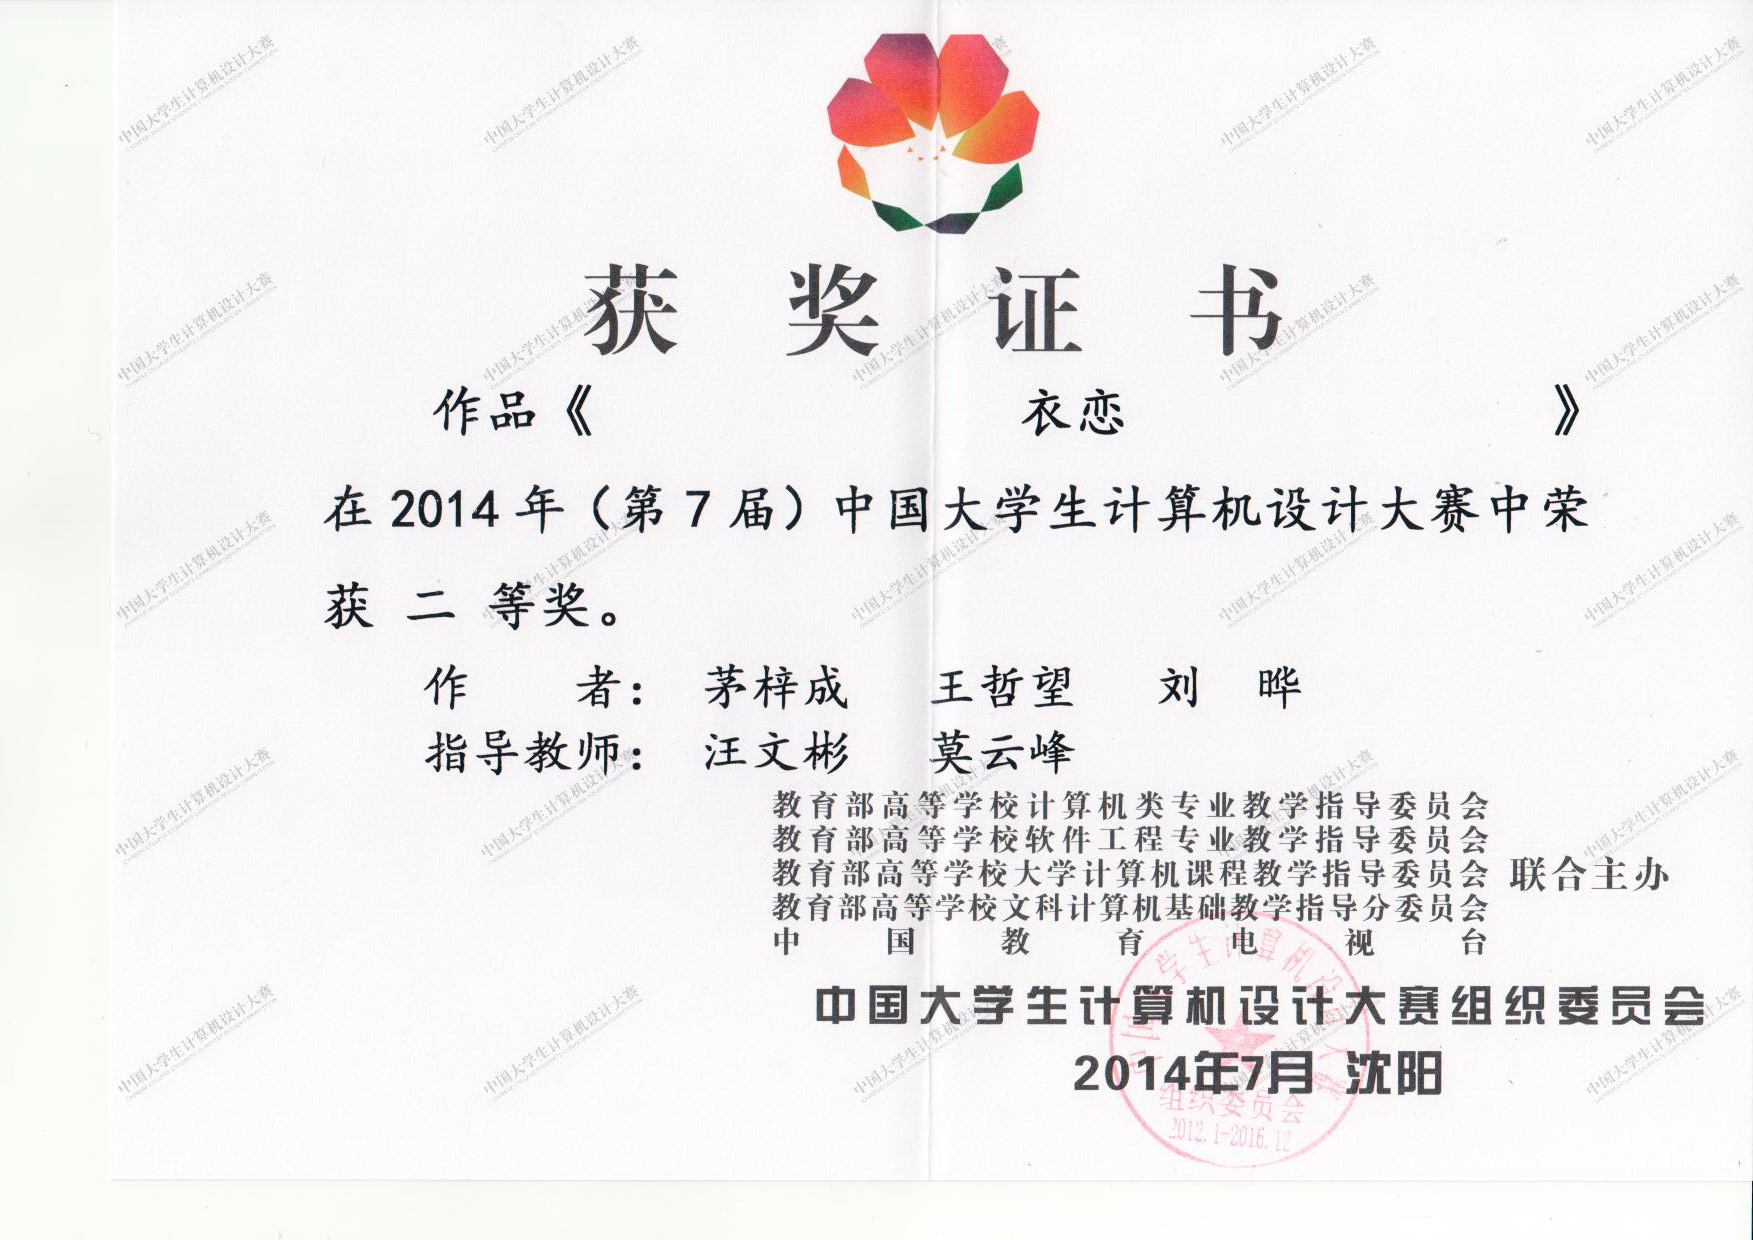 获奖证书
作品《 衣恋 》
在2014年（第7届）中国大学生计算机设计大赛中荣
获 二 等奖。
作 者： 茅梓成 王哲望 刘 晔
指导教师： 汪文彬 莫云峰
教育部高等学校计算机类专业教学指导委员会
教育部高等学校软件工程专业教学指导委员会
教育部高等学校大学计算机课程教学指导委员会 联合主办
教育部高等学校文科计算机基础教学指导分委员会
中国教育电视台
中国大学生计算机设计大赛组织委员会
2014年7月 沈阳
中国大学生计算机设计大赛
组织委员会
2012.1-2016.12